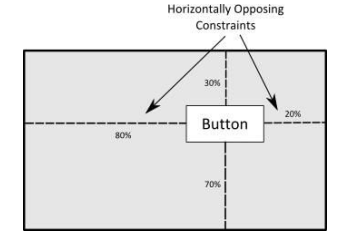 Horizontally Opposing
Constraints
30%
20%
Button
80%
70%